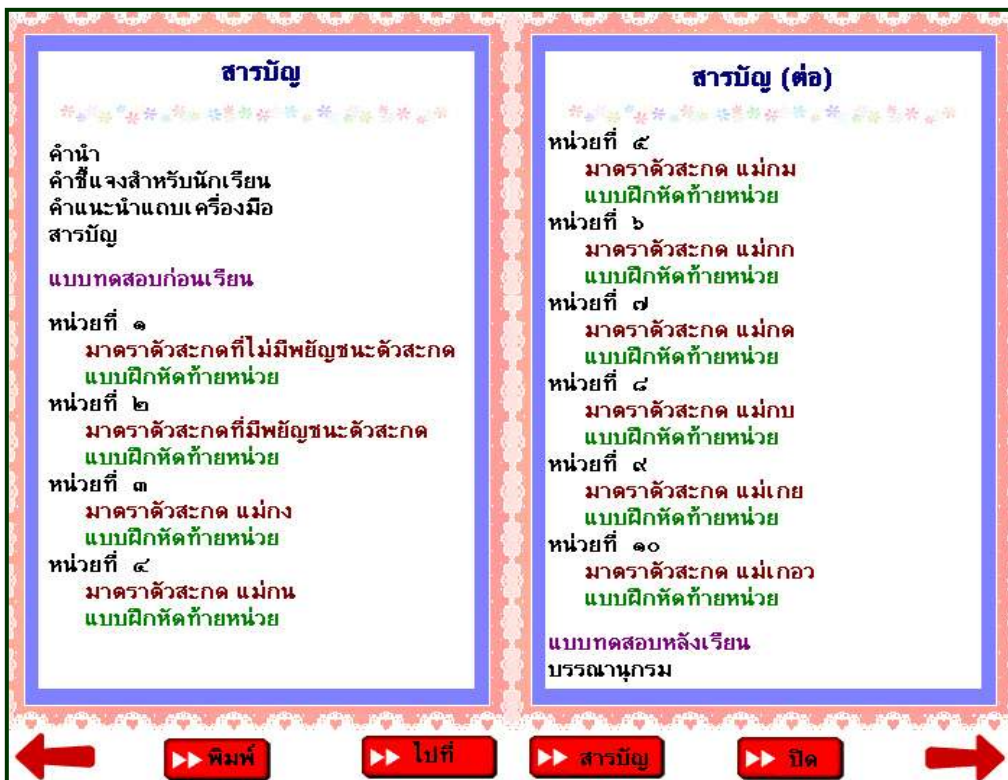 สารบัญ
คำนำ
คำชี้แจงสำหรับนักเรียน
คำแนะนำแถบเครื่องมือ
สารบัญ
แบบทดสอบก่อนเรียน
หน่วยที่ ๑
มาตราตัวสะกดที่ไม่มีพยัญชนะตัวสะกด
แบบฝึกหัดท้ายหน่วย
หน่วยที่ ๒
มาตราตัวสะกดที่มีพยัญชนะตัวสะกด
แบบฝึกหัดท้ายหน่วย
หน่วยที่ ๓
มาตราตัวสะกด แม่กง
แบบฝึกหัดท้ายหน่วย
หน่วยที่ ๔
มาตราตัวสะกด แม่กน
แบบฝึกหัดท้ายหน่วย
สารบัญ (ต่อ)
หน่วยที่ ๕
มาตราตัวสะกด แม่กม
แบบฝึกหัดท้ายหน่วย
หน่วยที่ ๖
มาตราตัวสะกด แม่กก
แบบฝึกหัดท้ายหน่วย
หน่วยที่ ๗
มาตราตัวสะกด แม่กด
แบบฝึกหัดท้ายหน่วย
หน่วยที่ ๘
มาตราตัวสะกด แม่กบ
แบบฝึกหัดท้ายหน่วย
หน่วยที่ ๙
มาตราตัวสะกด แม่เกย
แบบฝึกหัดท้ายหน่วย
หน่วยที่ ๑๐
มาตราตัวสะกด แม่เกอว
แบบฝึกหัดท้ายหน่วย
แบบทดสอบหลังเรียน
บรรณานุกรม
พิมพ์ ไปที่ สารบัญ ปิด